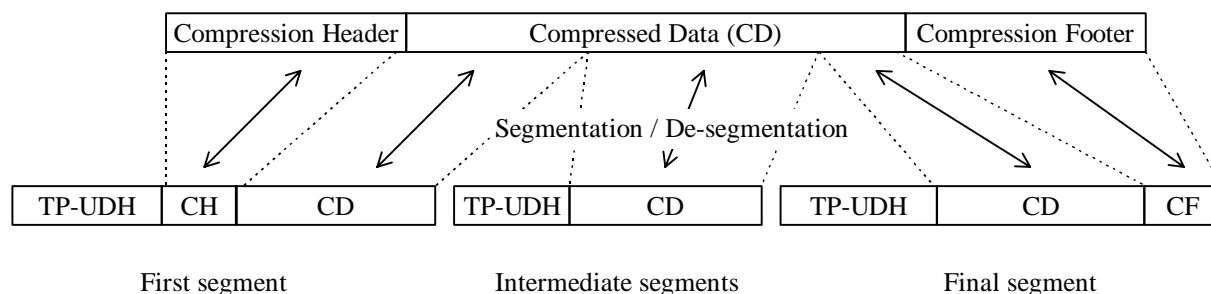 Compression Header Compressed Data (CD) Compression Footer
Segmentation / De-segmentation
TP-UDH CH CD TP-UDH CD TP-UDH CD CF
First segment Intermediate segments Final segment